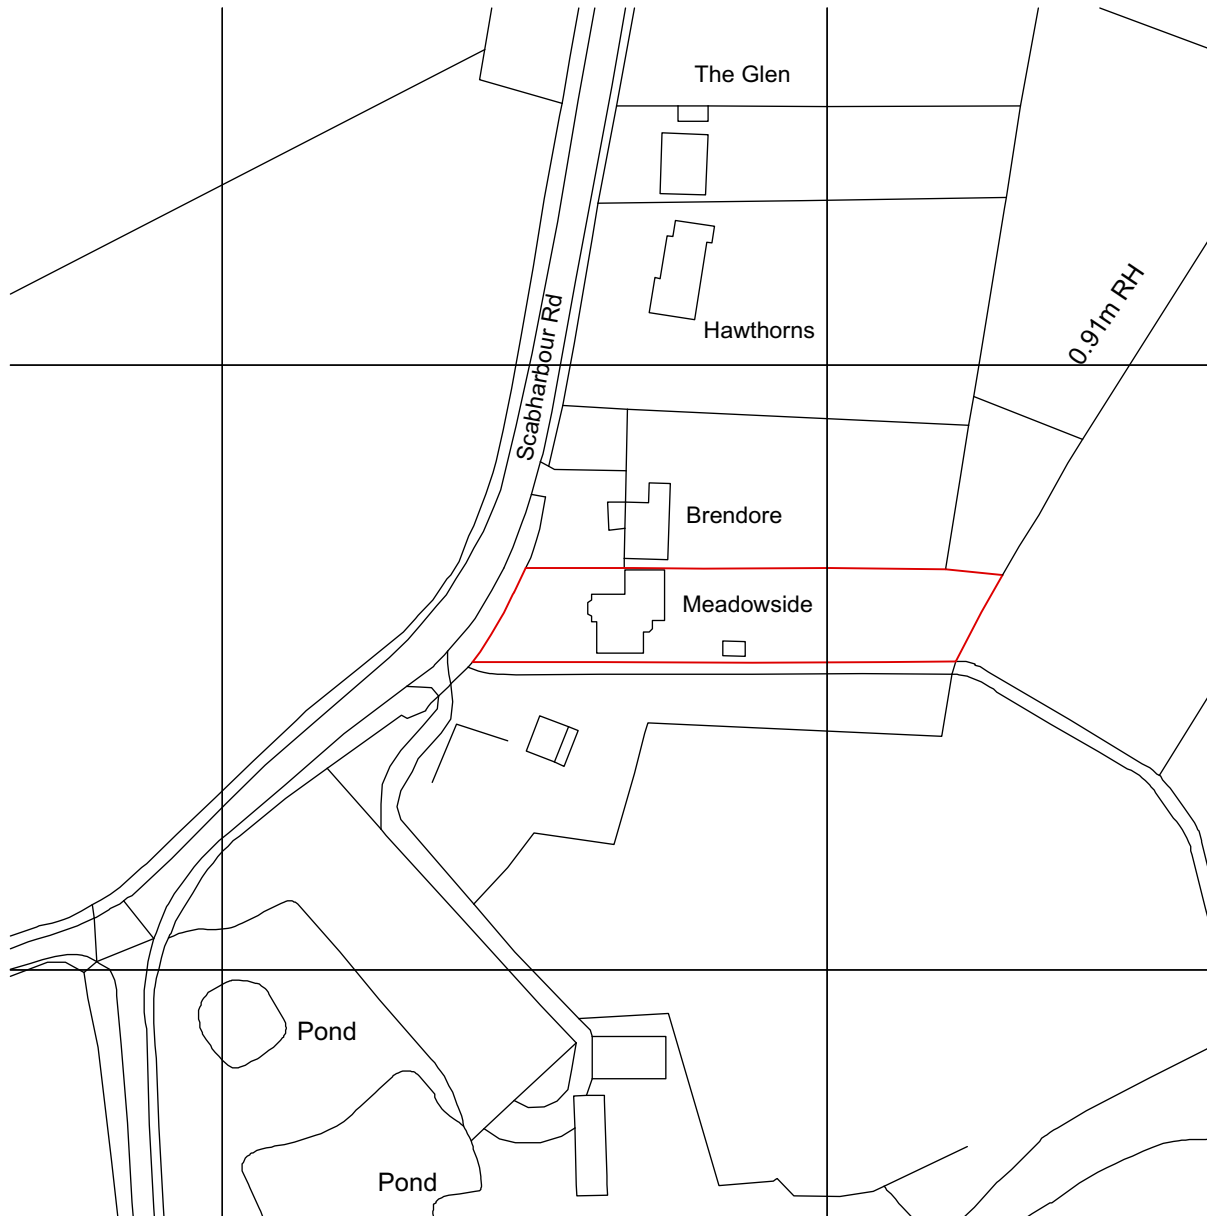 The Glen
Hawthorns
0.91m RH
Scabharbour Rd
Brendore
Meadowside
Pond
Pond